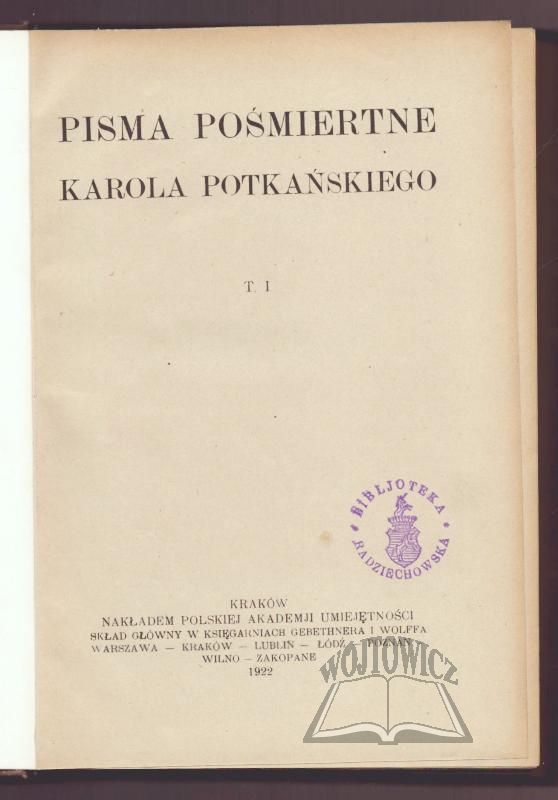 PISMA POŚMIERTNE
KAROLA POTKAŃSKIEGO
T. I
BIBLJOTEKA
RADZIECHOWSKA
KRAKÓW
NAKŁADEM POLSKIEJ AKADEMJI UMIEJĘTNOŚCI
SKŁAD GŁÓWNY W KSIĘGARNIACH GEBETHNERA I WOLFFA
WARSZAWA — KRAKÓW — LUBLIN — ŁÓDŹ — POZNAŃ
WILNO — ZAKOPANE
1922
WÓJTOWICZ